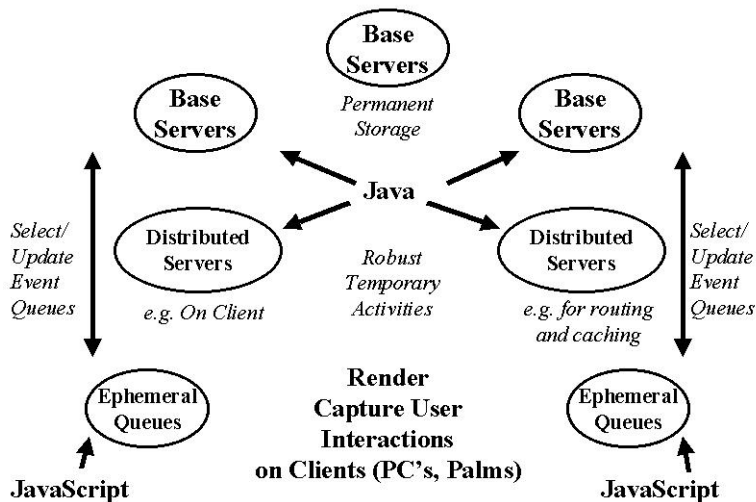 Base
Servers
Base
Servers
Permanent
Storage
Base
Servers
Java
Select/
Update
Event
Queues
Distributed
Servers
e.g. On Client
Robust
Temporary
Activities
Distributed
Servers
e.g. for routing
and caching
Select/
Update
Event
Queues
Ephemeral
Queues
Render
Capture User
Interactions
on Clients (PC's, Palms)
Ephemeral
Queues
JavaScript
JavaScript